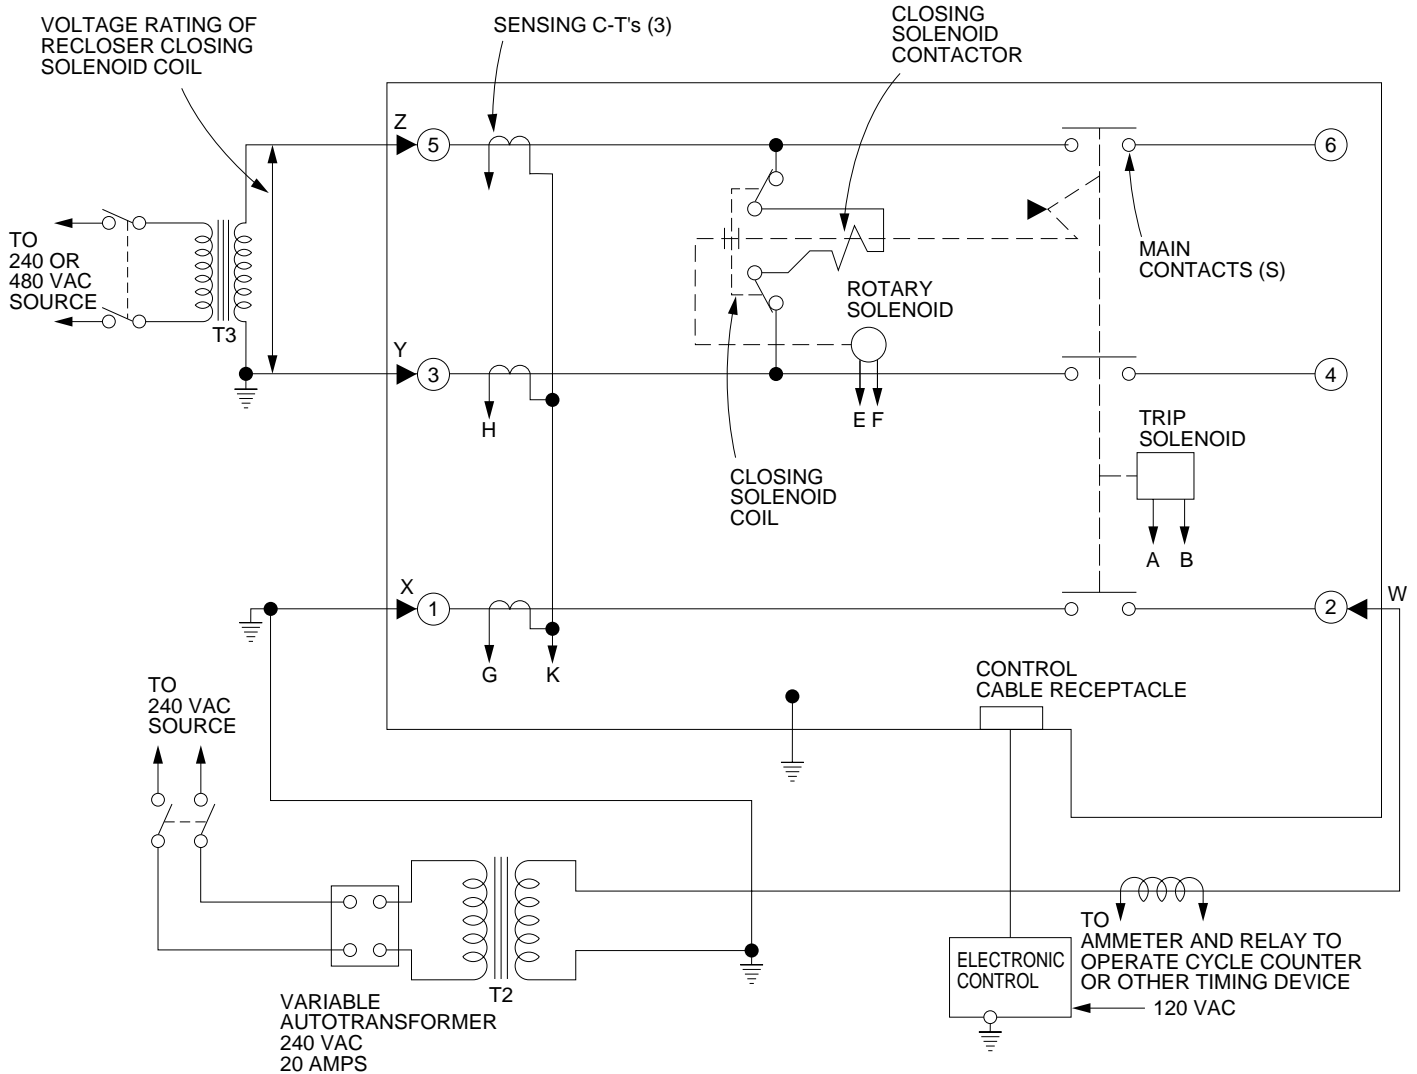 VOLTAGE RATING OF
RECLOSER CLOSING
SOLENOID COIL
SENSING C-T's (3)
CLOSING
SOLENOID
CONTACTOR
Z
5
6
TO
240 OR
480 VAC
SOURCE
T3
MAIN
CONTACTS (S)
ROTARY
SOLENOID
Y
3
4
H
E F
TRIP
SOLENOID
CLOSING
SOLENOID
COIL
A B
X
1
2
W
G
K
CONTROL
CABLE RECEPTACLE
TO
240 VAC
SOURCE
TO
AMMETER AND RELAY TO
OPERATE CYCLE COUNTER
OR OTHER TIMING DEVICE
ELECTRONIC
CONTROL
120 VAC
T2
VARIABLE
AUTOTRANSFORMER
240 VAC
20 AMPS